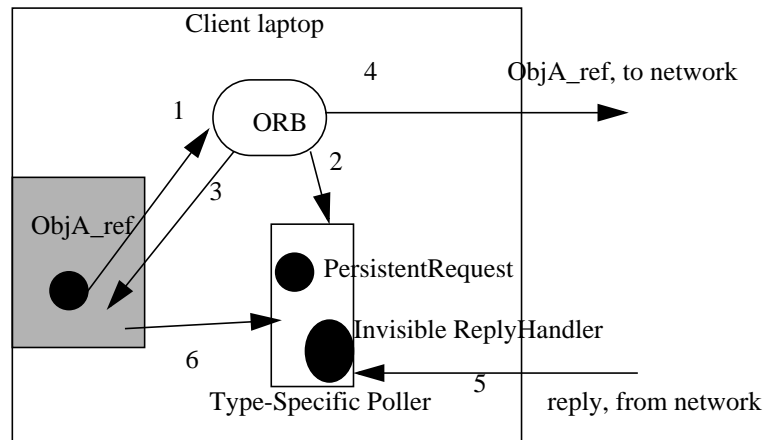 Client laptop
4
ObjA_ref, to network
1
ORB
2
3
ObjA_ref
PersistentRequest
Invisible ReplyHandler
6
5
Type-Specific Poller
reply, from network